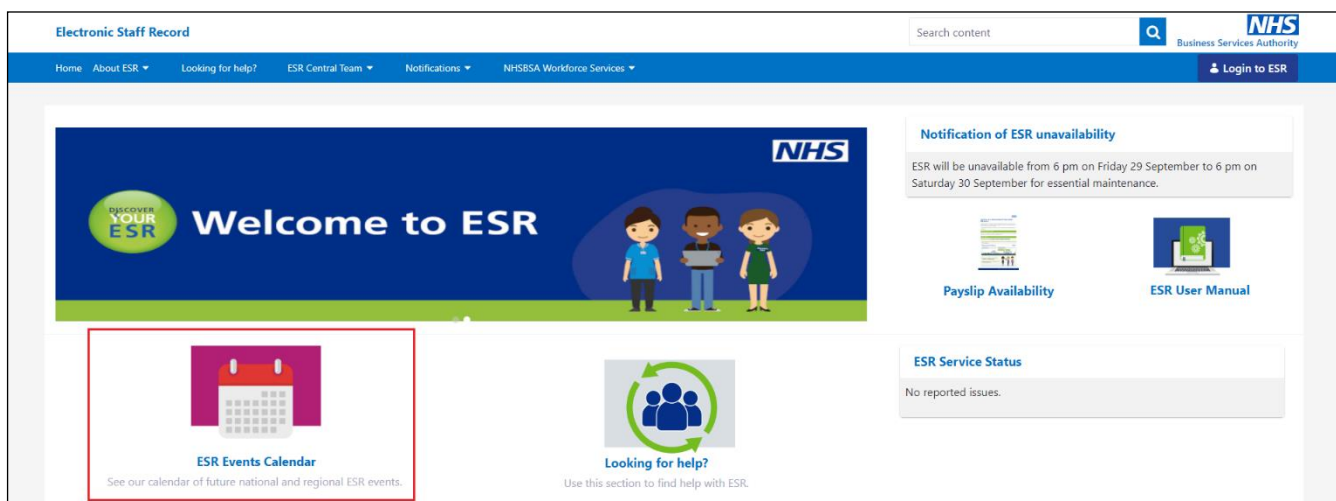 Electronic Staff Record
Search content
NHS
Business Services Authority
Home About ESR Looking for help? ESR Central Team Notifications NHSBSA Workforce Services Login to ESR
NHS
DISCOVER
YOUR
ESR
Welcome to ESR
Notification of ESR unavailability
ESR will be unavailable from 6 pm on Friday 29 September to 6 pm on
Saturday 30 September for essential maintenance.
Payslip Availability
ESR User Manual
ESR Events Calendar
See our calendar of future national and regional ESR events.
Looking for help?
Use this section to find help with ESR.
ESR Service Status
No reported issues.